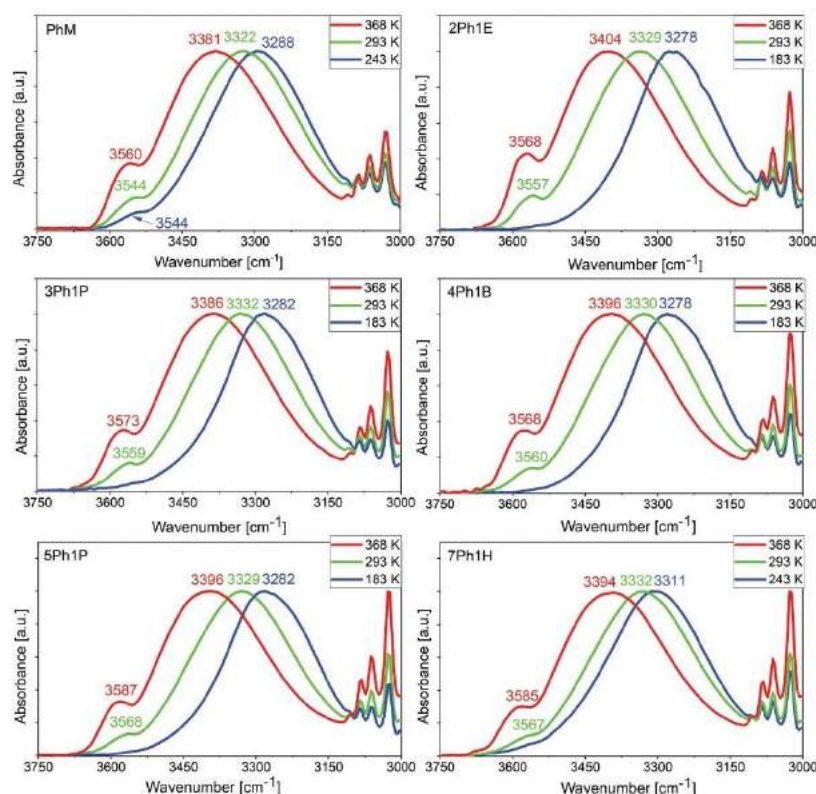 PhM
3381
3322
3288
368 K
293 K
243 K
3560
3544
3544
Absorbance [a.u.]
3750 3600 3450 3300 3150 3000
Wavenumber [cm⁻¹]
2Ph1E
3404
3329
3278
368 K
293 K
183 K
3568
3557
Absorbance [a.u.]
3750 3600 3450 3300 3150 3000
Wavenumber [cm⁻¹]
3Ph1P
3386
3332
3282
368 K
293 K
183 K
3573
3559
Absorbance [a.u.]
3750 3600 3450 3300 3150 3000
Wavenumber [cm⁻¹]
4Ph1B
3396
3330
3278
368 K
293 K
183 K
3568
3560
Absorbance [a.u.]
3750 3600 3450 3300 3150 3000
Wavenumber [cm⁻¹]
5Ph1P
3396
3329
3282
368 K
293 K
183 K
3587
3568
Absorbance [a.u.]
3750 3600 3450 3300 3150 3000
Wavenumber [cm⁻¹]
7Ph1H
3394
3332
3311
368 K
293 K
243 K
3585
3567
Absorbance [a.u.]
3750 3600 3450 3300 3150 3000
Wavenumber [cm⁻¹]